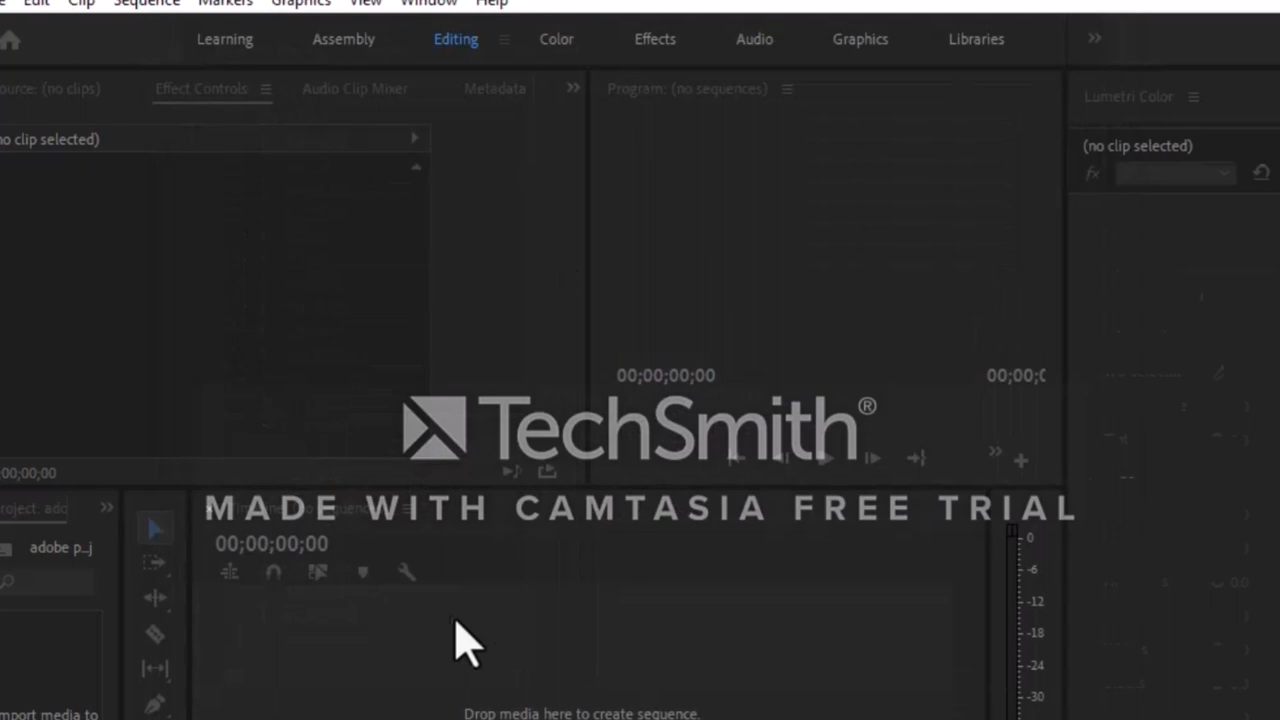 Edit Clip Sequence Markers Graphics View Window Help
Learning Assembly Editing Color Effects Audio Graphics Libraries
ource: (no clips) Effect Controls Audio Clip Mixer Metadata Program: (no sequences) Lumetri Color
no clip selected) (no clip selected)
fx
00;00;00;00 00;00;0
TechSmith®
00;00;00
MADE WITH CAMTASIA FREE TRIAL
roject: add
00;00;00;00
adobe p...j
0
-6
-12
-18
-24
-30
mport media to Drop media here to create sequence.